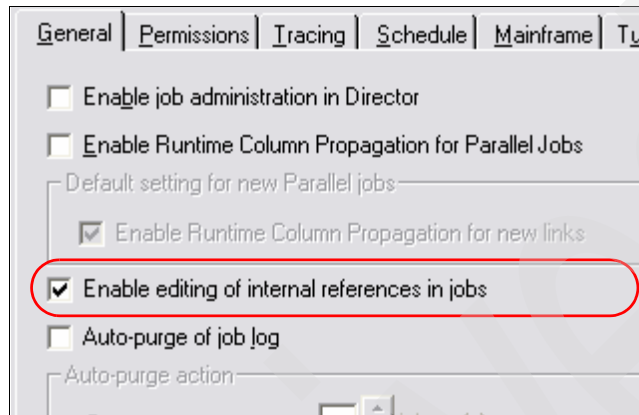 General Permissions Tracing Schedule Mainframe
Enable job administration in Director
Enable Runtime Column Propagation for Parallel Jobs
Default setting for new Parallel jobs
Enable Runtime Column Propagation for new links
Enable editing of internal references in jobs
Auto-purge of job log
Auto-purge action